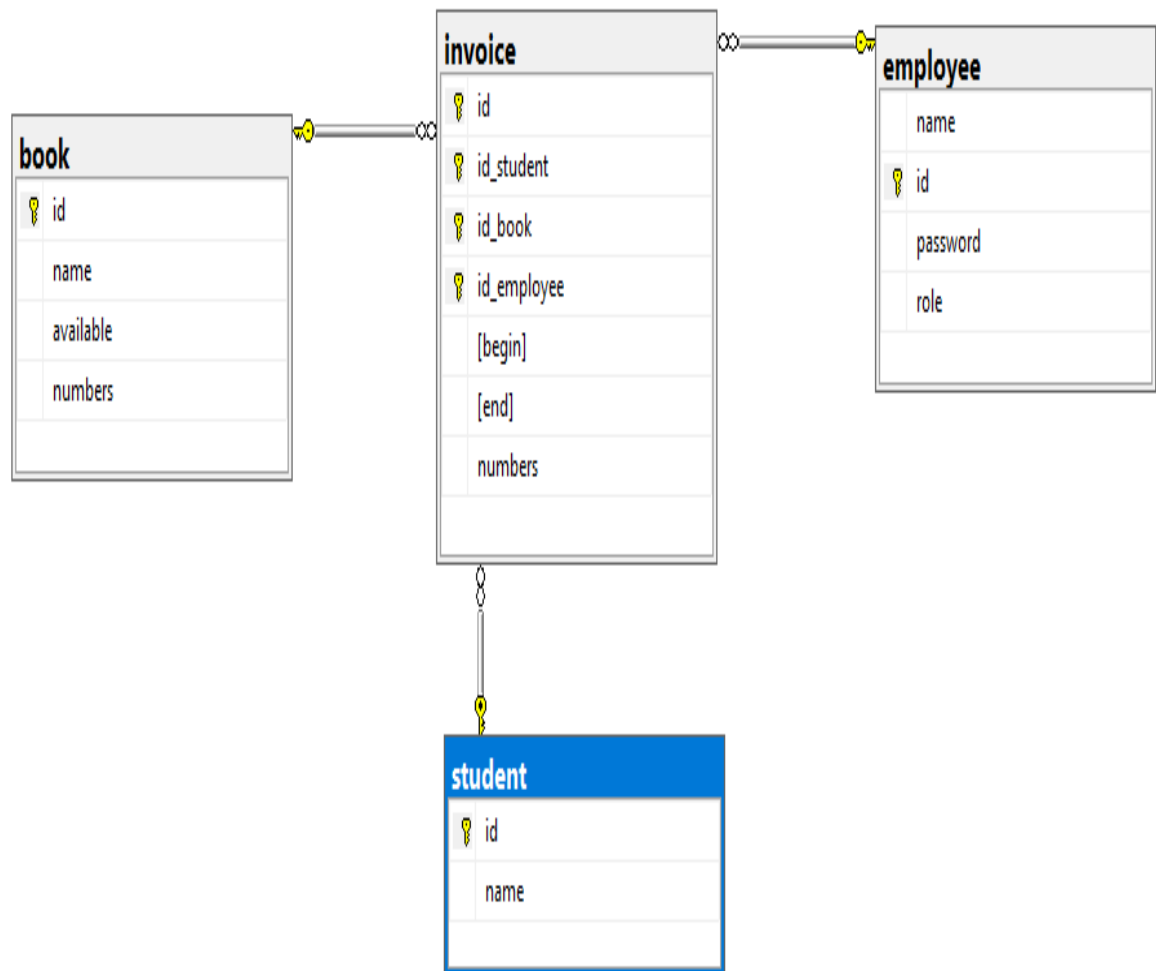 book
id
name
available
numbers
invoice
id
id_student
id_book
id_employee
[begin]
[end]
numbers
employee
name
id
password
role
student
id
name